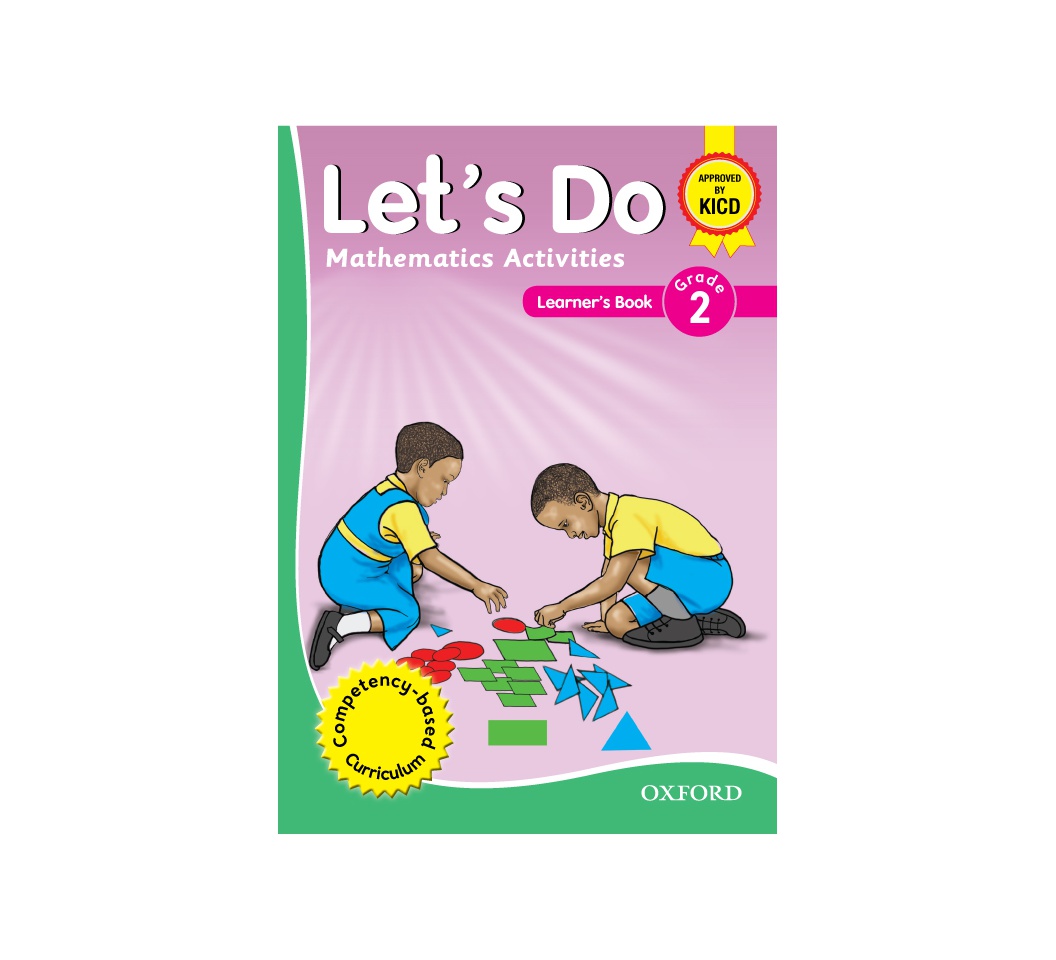 Let's Do
APPROVED
BY
KICD
Mathematics Activities
Learner's Book
Grade
2
Competency-based
Curriculum
OXFORD